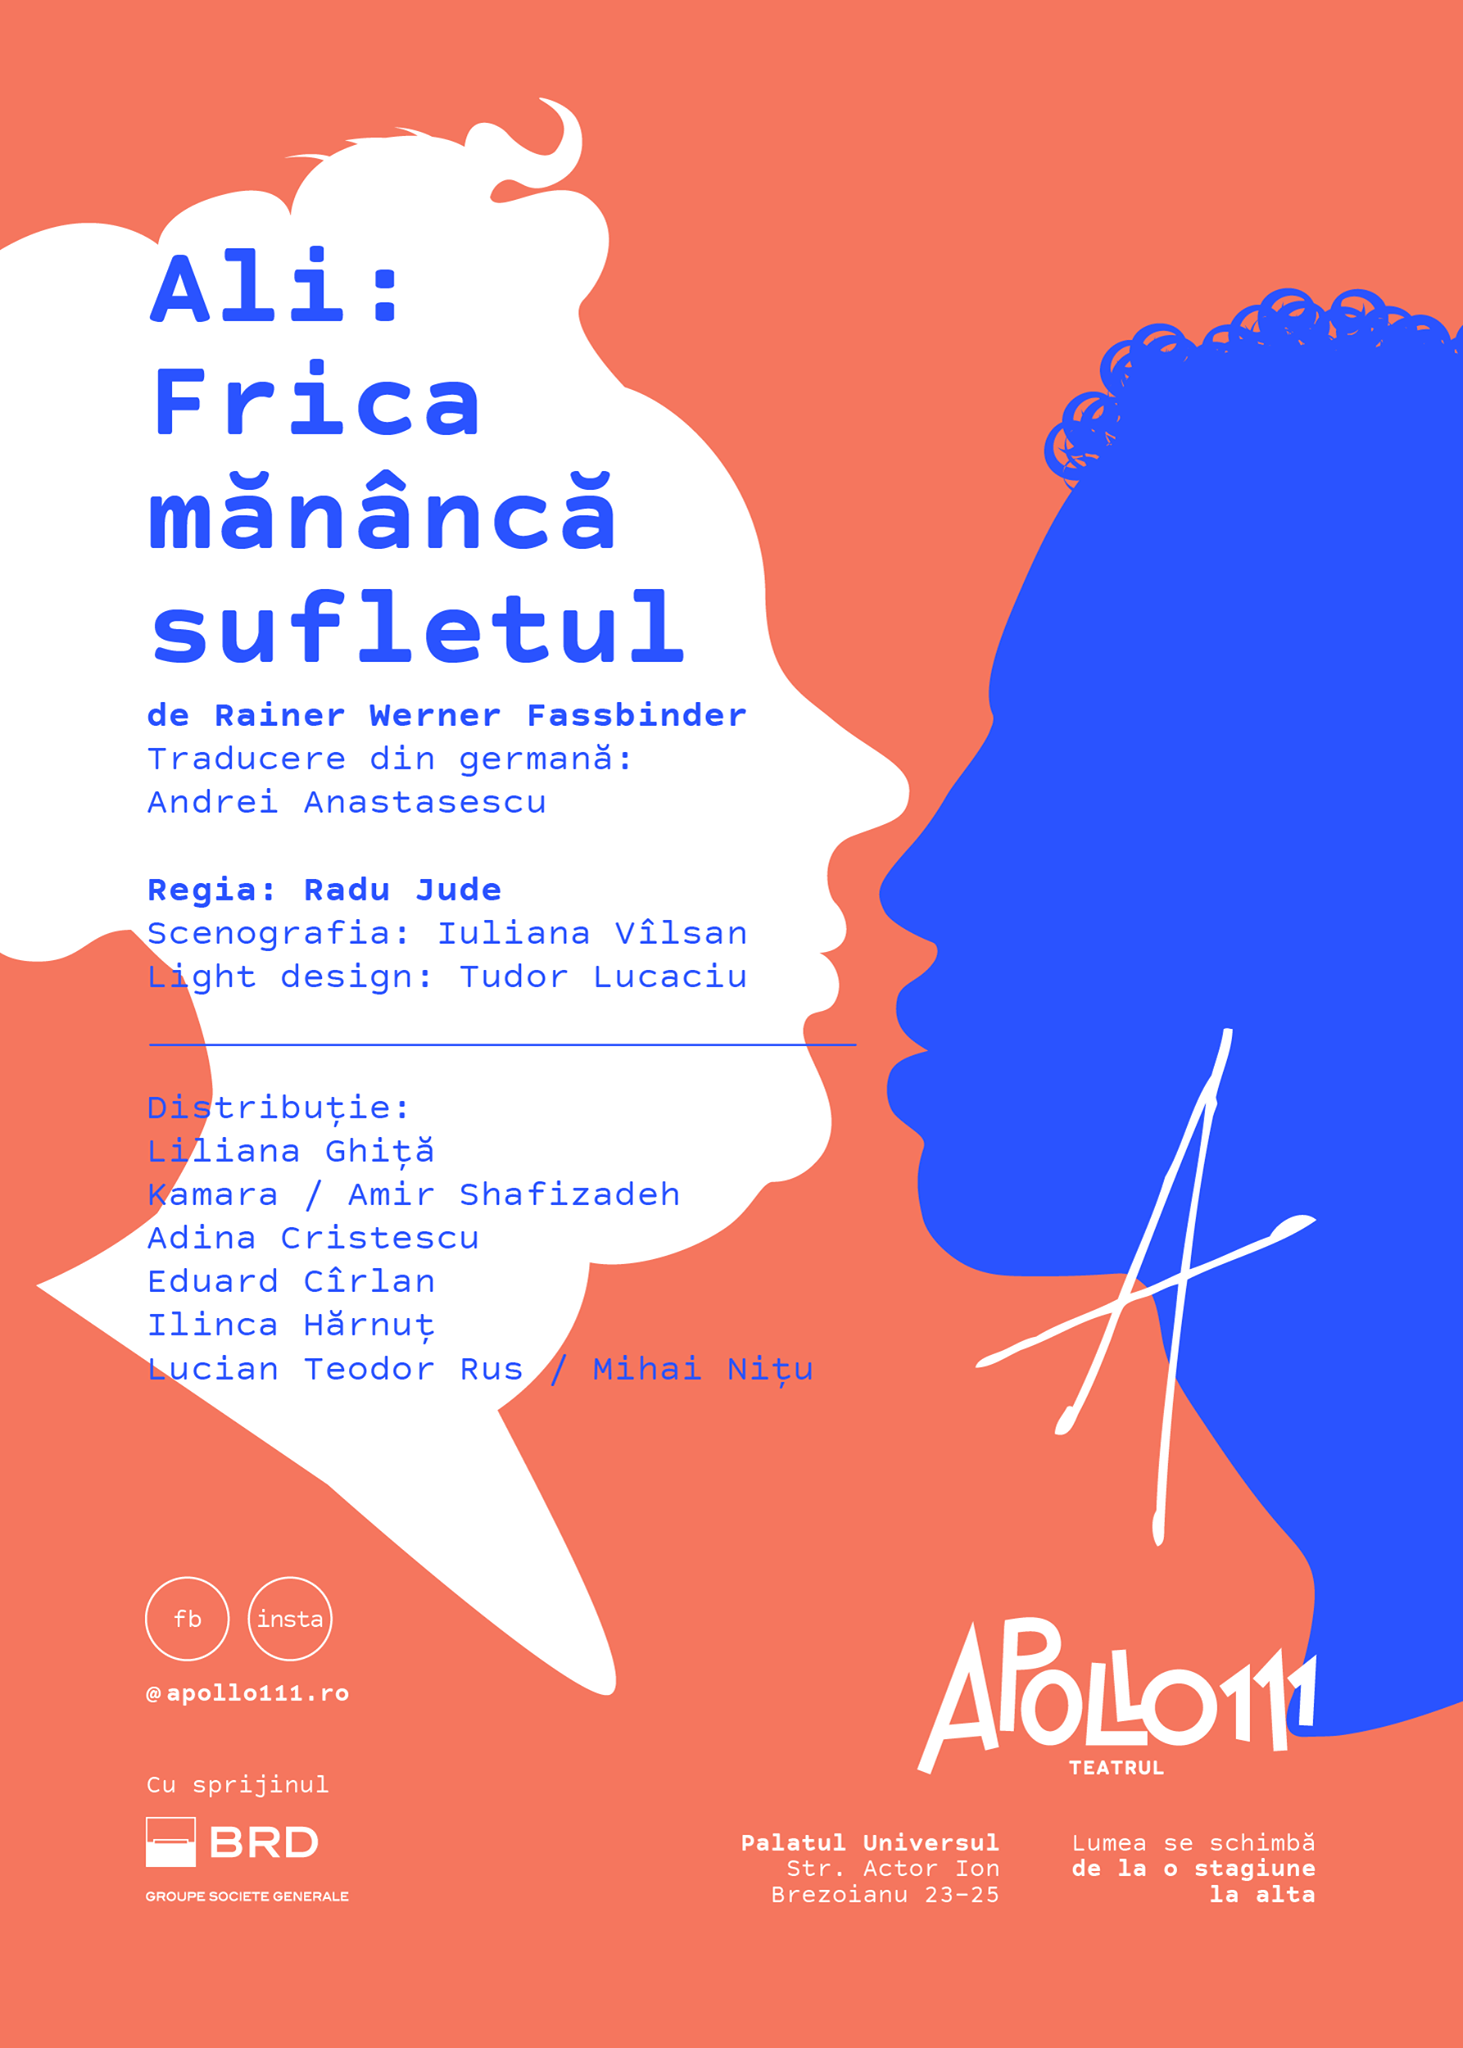 Ali:
Frica
mănâncă
sufletul
de Rainer Werner Fassbinder
Traducere din germană:
Andrei Anastasescu
Regia: Radu Jude
Scenografia: Iuliana Vîlsan
Light design: Tudor Lucaciu
Distribuție:
Liliana Ghiță
Kamara / Amir Shafizadeh
Adina Cristescu
Eduard Cîrlan
Ilinca Hărnuț
Lucian Teodor Rus / Mihai Nițu
A
fb insta
@apollo111.ro
Cu sprijinul
BRD
GROUPE SOCIETE GENERALE
APOLLO111
TEATRUL
Palatul Universul
Str. Actor Ion
Brezoianu 23-25
Lumea se schimbă
de la o stagiune
la alta